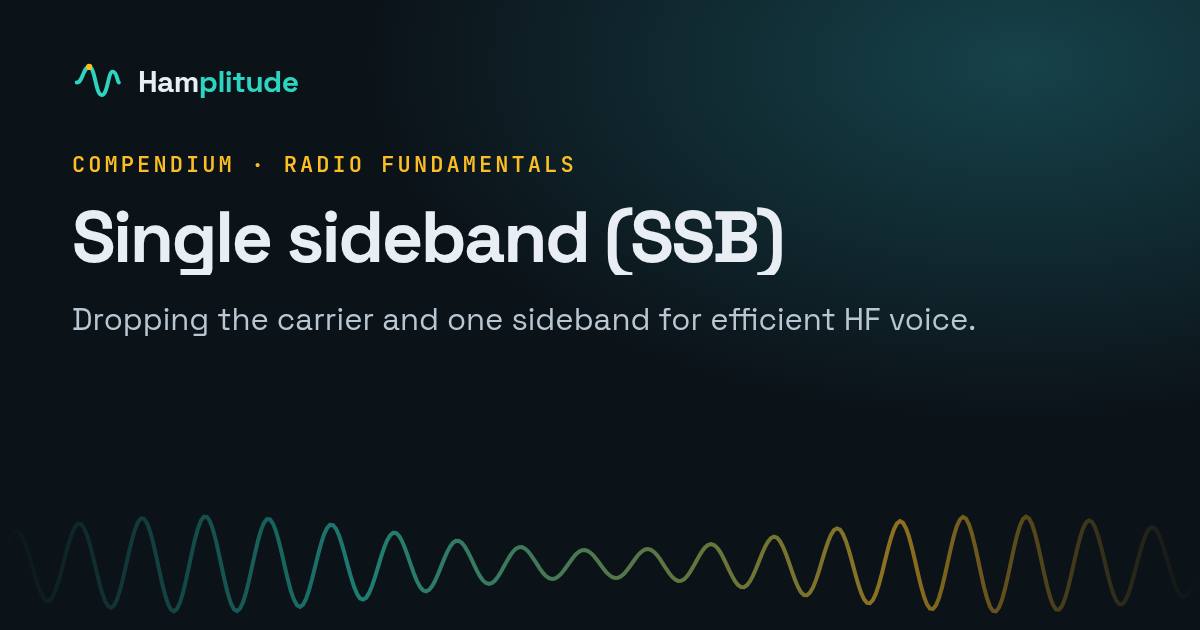 Hamplitude
COMPENDIUM · RADIO FUNDAMENTALS
Single sideband (SSB)
Dropping the carrier and one sideband for efficient HF voice.